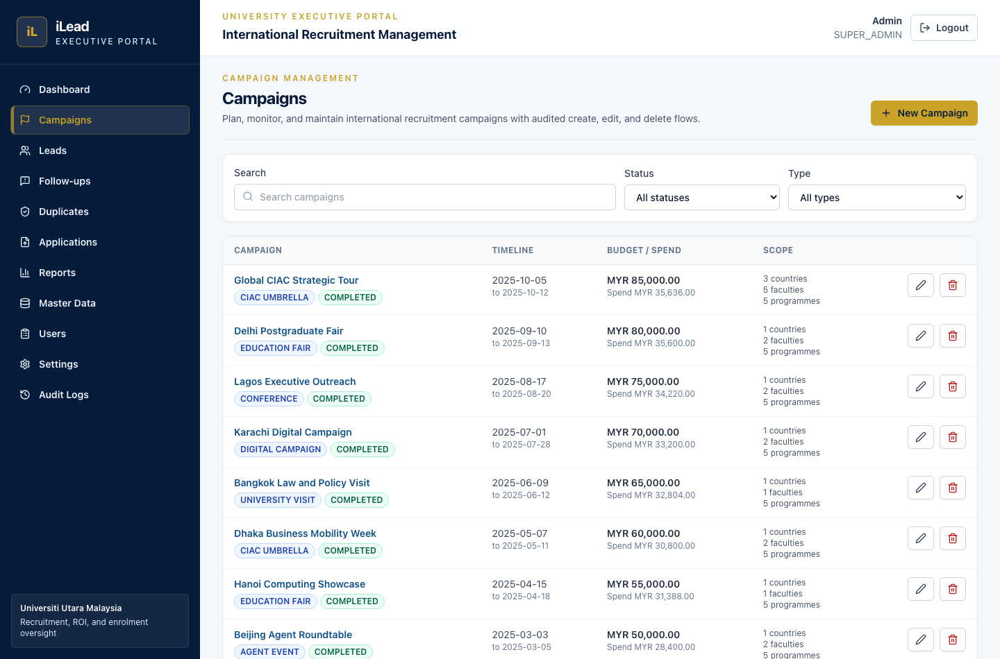 iL
iLead
EXECUTIVE PORTAL
Dashboard
Campaigns
Leads
Follow-ups
Duplicates
Applications
Reports
Master Data
Users
Settings
Audit Logs
Universiti Utara Malaysia
Recruitment, ROI, and enrolment
oversight
UNIVERSITY EXECUTIVE PORTAL
International Recruitment Management
Admin
SUPER_ADMIN
Logout
CAMPAIGN MANAGEMENT
Campaigns
Plan, monitor, and maintain international recruitment campaigns with audited create, edit, and delete flows.
New Campaign
Search
Search campaigns
Status
All statuses
Type
All types
CAMPAIGN TIMELINE BUDGET / SPEND SCOPE
Global CIAC Strategic Tour
CIAC UMBRELLA COMPLETED
2025-10-05
to 2025-10-12
MYR 85,000.00
Spend MYR 35,636.00
3 countries
5 faculties
5 programmes
Delhi Postgraduate Fair
EDUCATION FAIR COMPLETED
2025-09-10
to 2025-09-13
MYR 80,000.00
Spend MYR 35,600.00
1 countries
2 faculties
5 programmes
Lagos Executive Outreach
CONFERENCE COMPLETED
2025-08-17
to 2025-08-20
MYR 75,000.00
Spend MYR 34,220.00
1 countries
2 faculties
5 programmes
Karachi Digital Campaign
DIGITAL CAMPAIGN COMPLETED
2025-07-01
to 2025-07-28
MYR 70,000.00
Spend MYR 33,200.00
1 countries
2 faculties
5 programmes
Bangkok Law and Policy Visit
UNIVERSITY VISIT COMPLETED
2025-06-09
to 2025-06-12
MYR 65,000.00
Spend MYR 32,804.00
1 countries
1 faculties
5 programmes
Dhaka Business Mobility Week
CIAC UMBRELLA COMPLETED
2025-05-07
to 2025-05-11
MYR 60,000.00
Spend MYR 30,800.00
1 countries
2 faculties
5 programmes
Hanoi Computing Showcase
EDUCATION FAIR COMPLETED
2025-04-15
to 2025-04-18
MYR 55,000.00
Spend MYR 31,388.00
1 countries
1 faculties
5 programmes
Beijing Agent Roundtable
AGENT EVENT COMPLETED
2025-03-03
to 2025-03-05
MYR 50,000.00
Spend MYR 28,400.00
1 countries
2 faculties
5 programmes